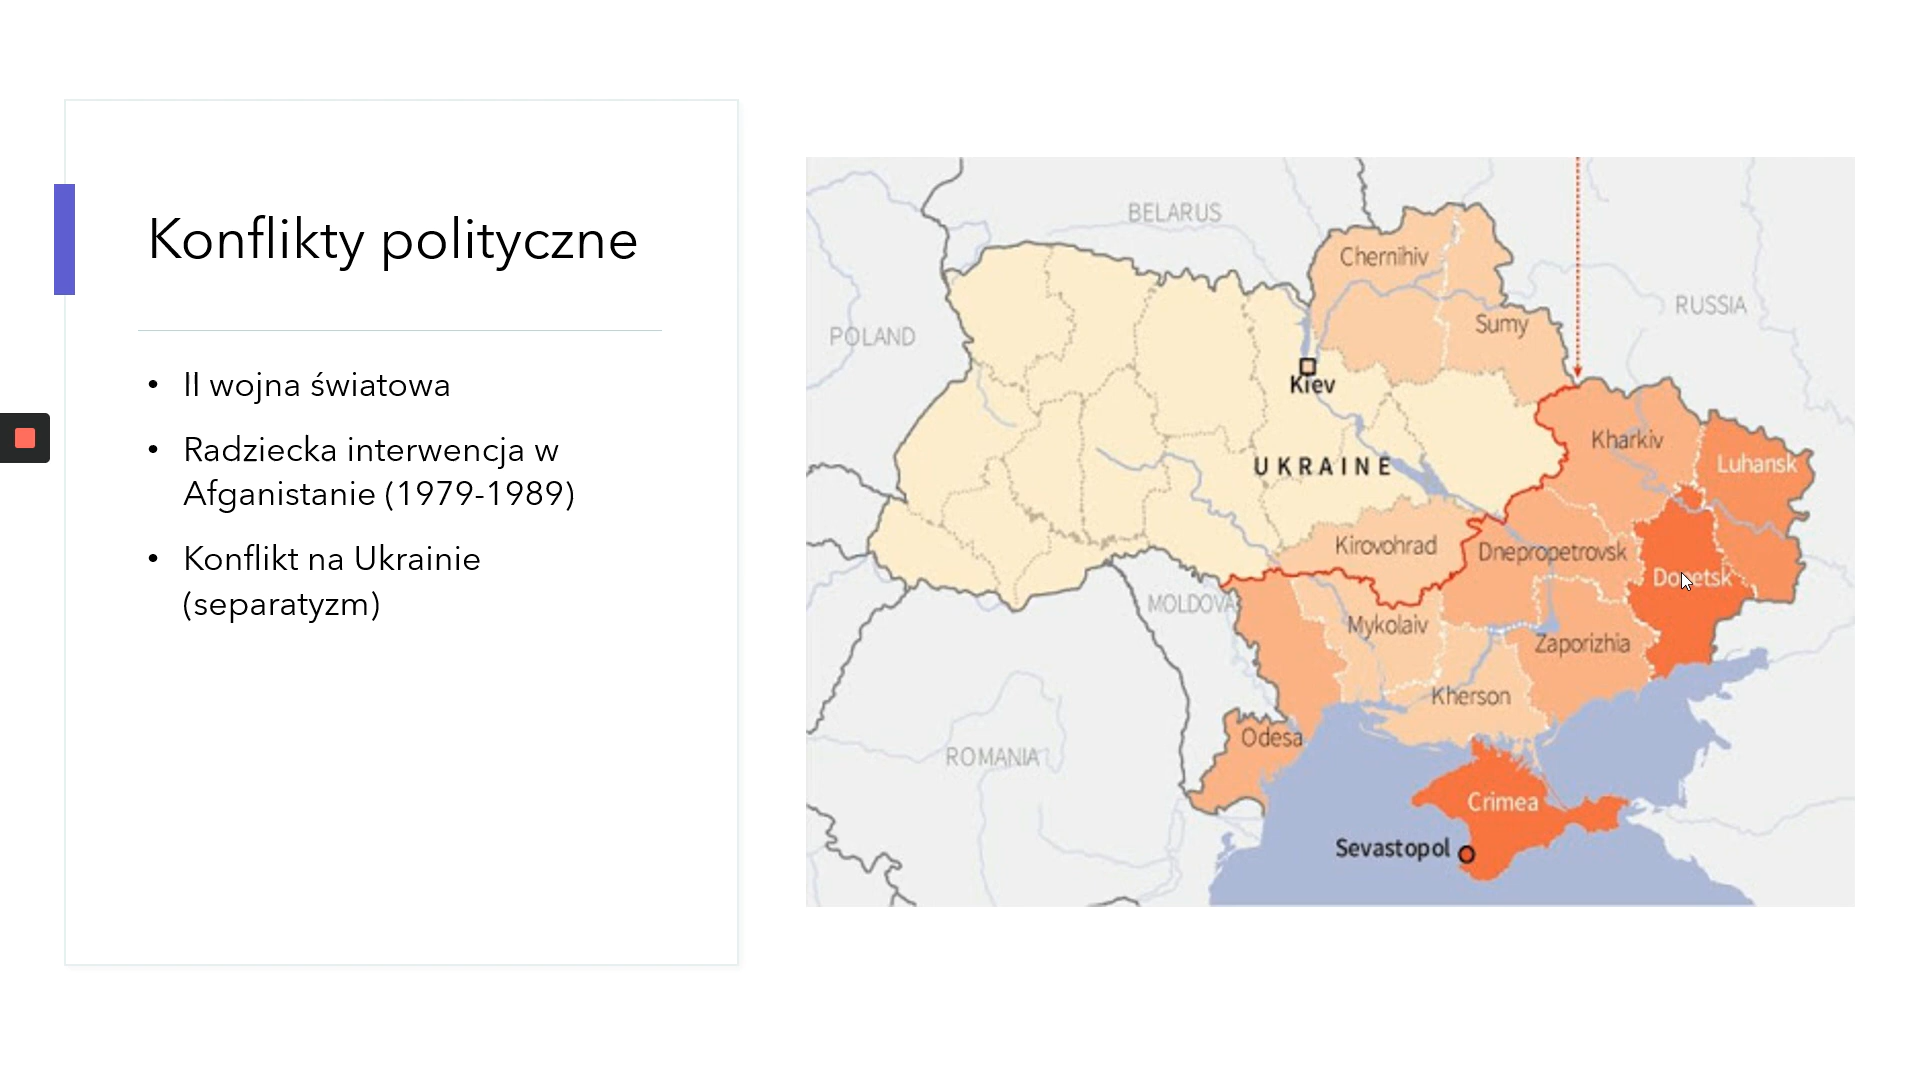 Konflikty polityczne
• II wojna światowa
• Radziecka interwencja w
Afganistanie (1979-1989)
• Konflikt na Ukrainie
(separatyzm)
BELARUS
Chernihiv
RUSSIA
Sumy
POLAND
Kiev
Kharkiv
UKRAINE
Luhansk
Kirovohrad
Dnepropetrovsk
Donetsk
MOLDOVA
Mykolaiv
Zaporizhia
Kherson
Odesa
ROMANIA
Crimea
Sevastopol